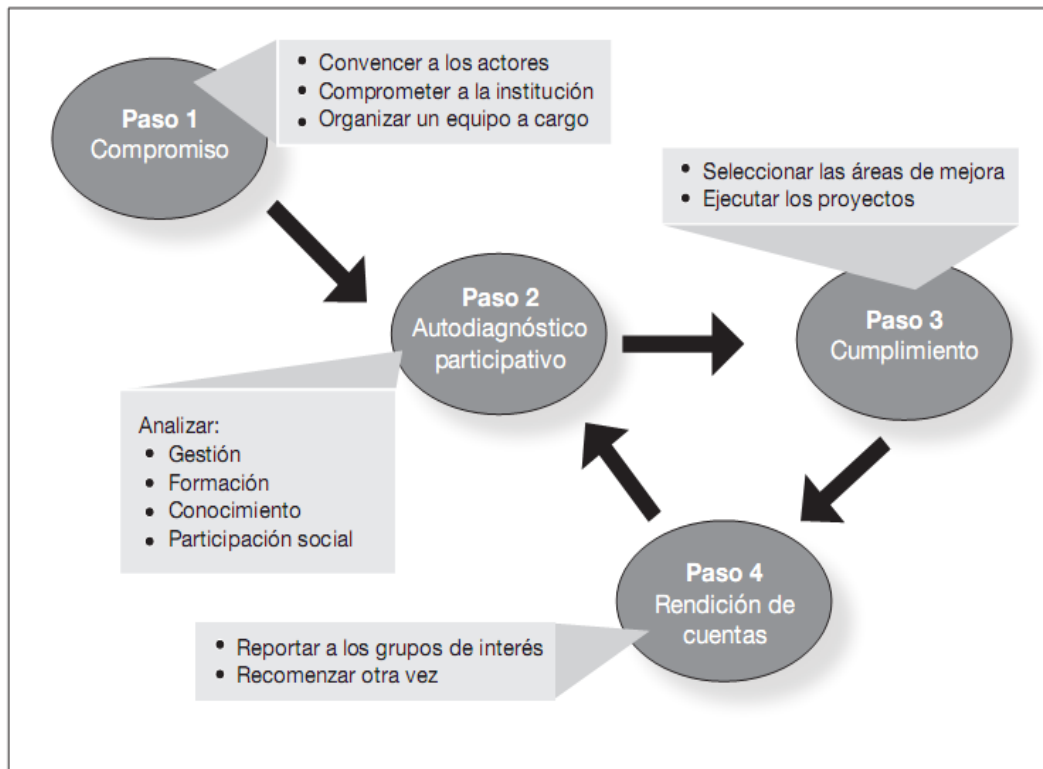 Paso 1
Compromiso
• Convencer a los actores
• Comprometer a la institución
• Organizar un equipo a cargo
Paso 2
Autodiagnóstico
participativo
Analizar:
• Gestión
• Formación
• Conocimiento
• Participación social
• Seleccionar las áreas de mejora
• Ejecutar los proyectos
Paso 3
Cumplimiento
Paso 4
Rendición de
cuentas
• Reportar a los grupos de interés
• Recomenzar otra vez